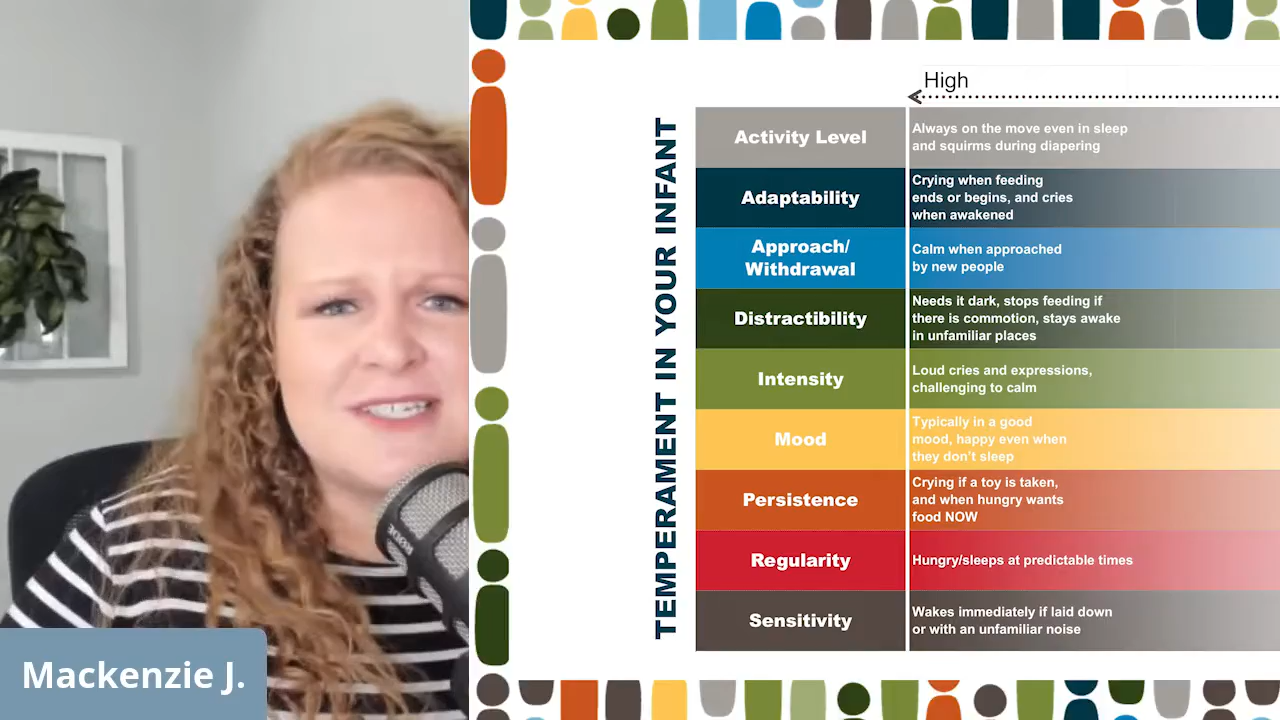 High
TEMPERAMENT IN YOUR INFANT
Activity Level
Always on the move even in sleep
and squirms during diapering
Adaptability
Crying when feeding
ends or begins, and cries
when awakened
Approach/
Withdrawal
Calm when approached
by new people
Distractibility
Needs it dark, stops feeding if
there is commotion, stays awake
in unfamiliar places
Intensity
Loud cries and expressions,
challenging to calm
Mood
Typically in a good
mood, happy even when
they don't sleep
Persistence
Crying if a toy is taken,
and when hungry wants
food NOW
Regularity
Hungry/sleeps at predictable times
Sensitivity
Wakes immediately if laid down
or with an unfamiliar noise
Mackenzie J.